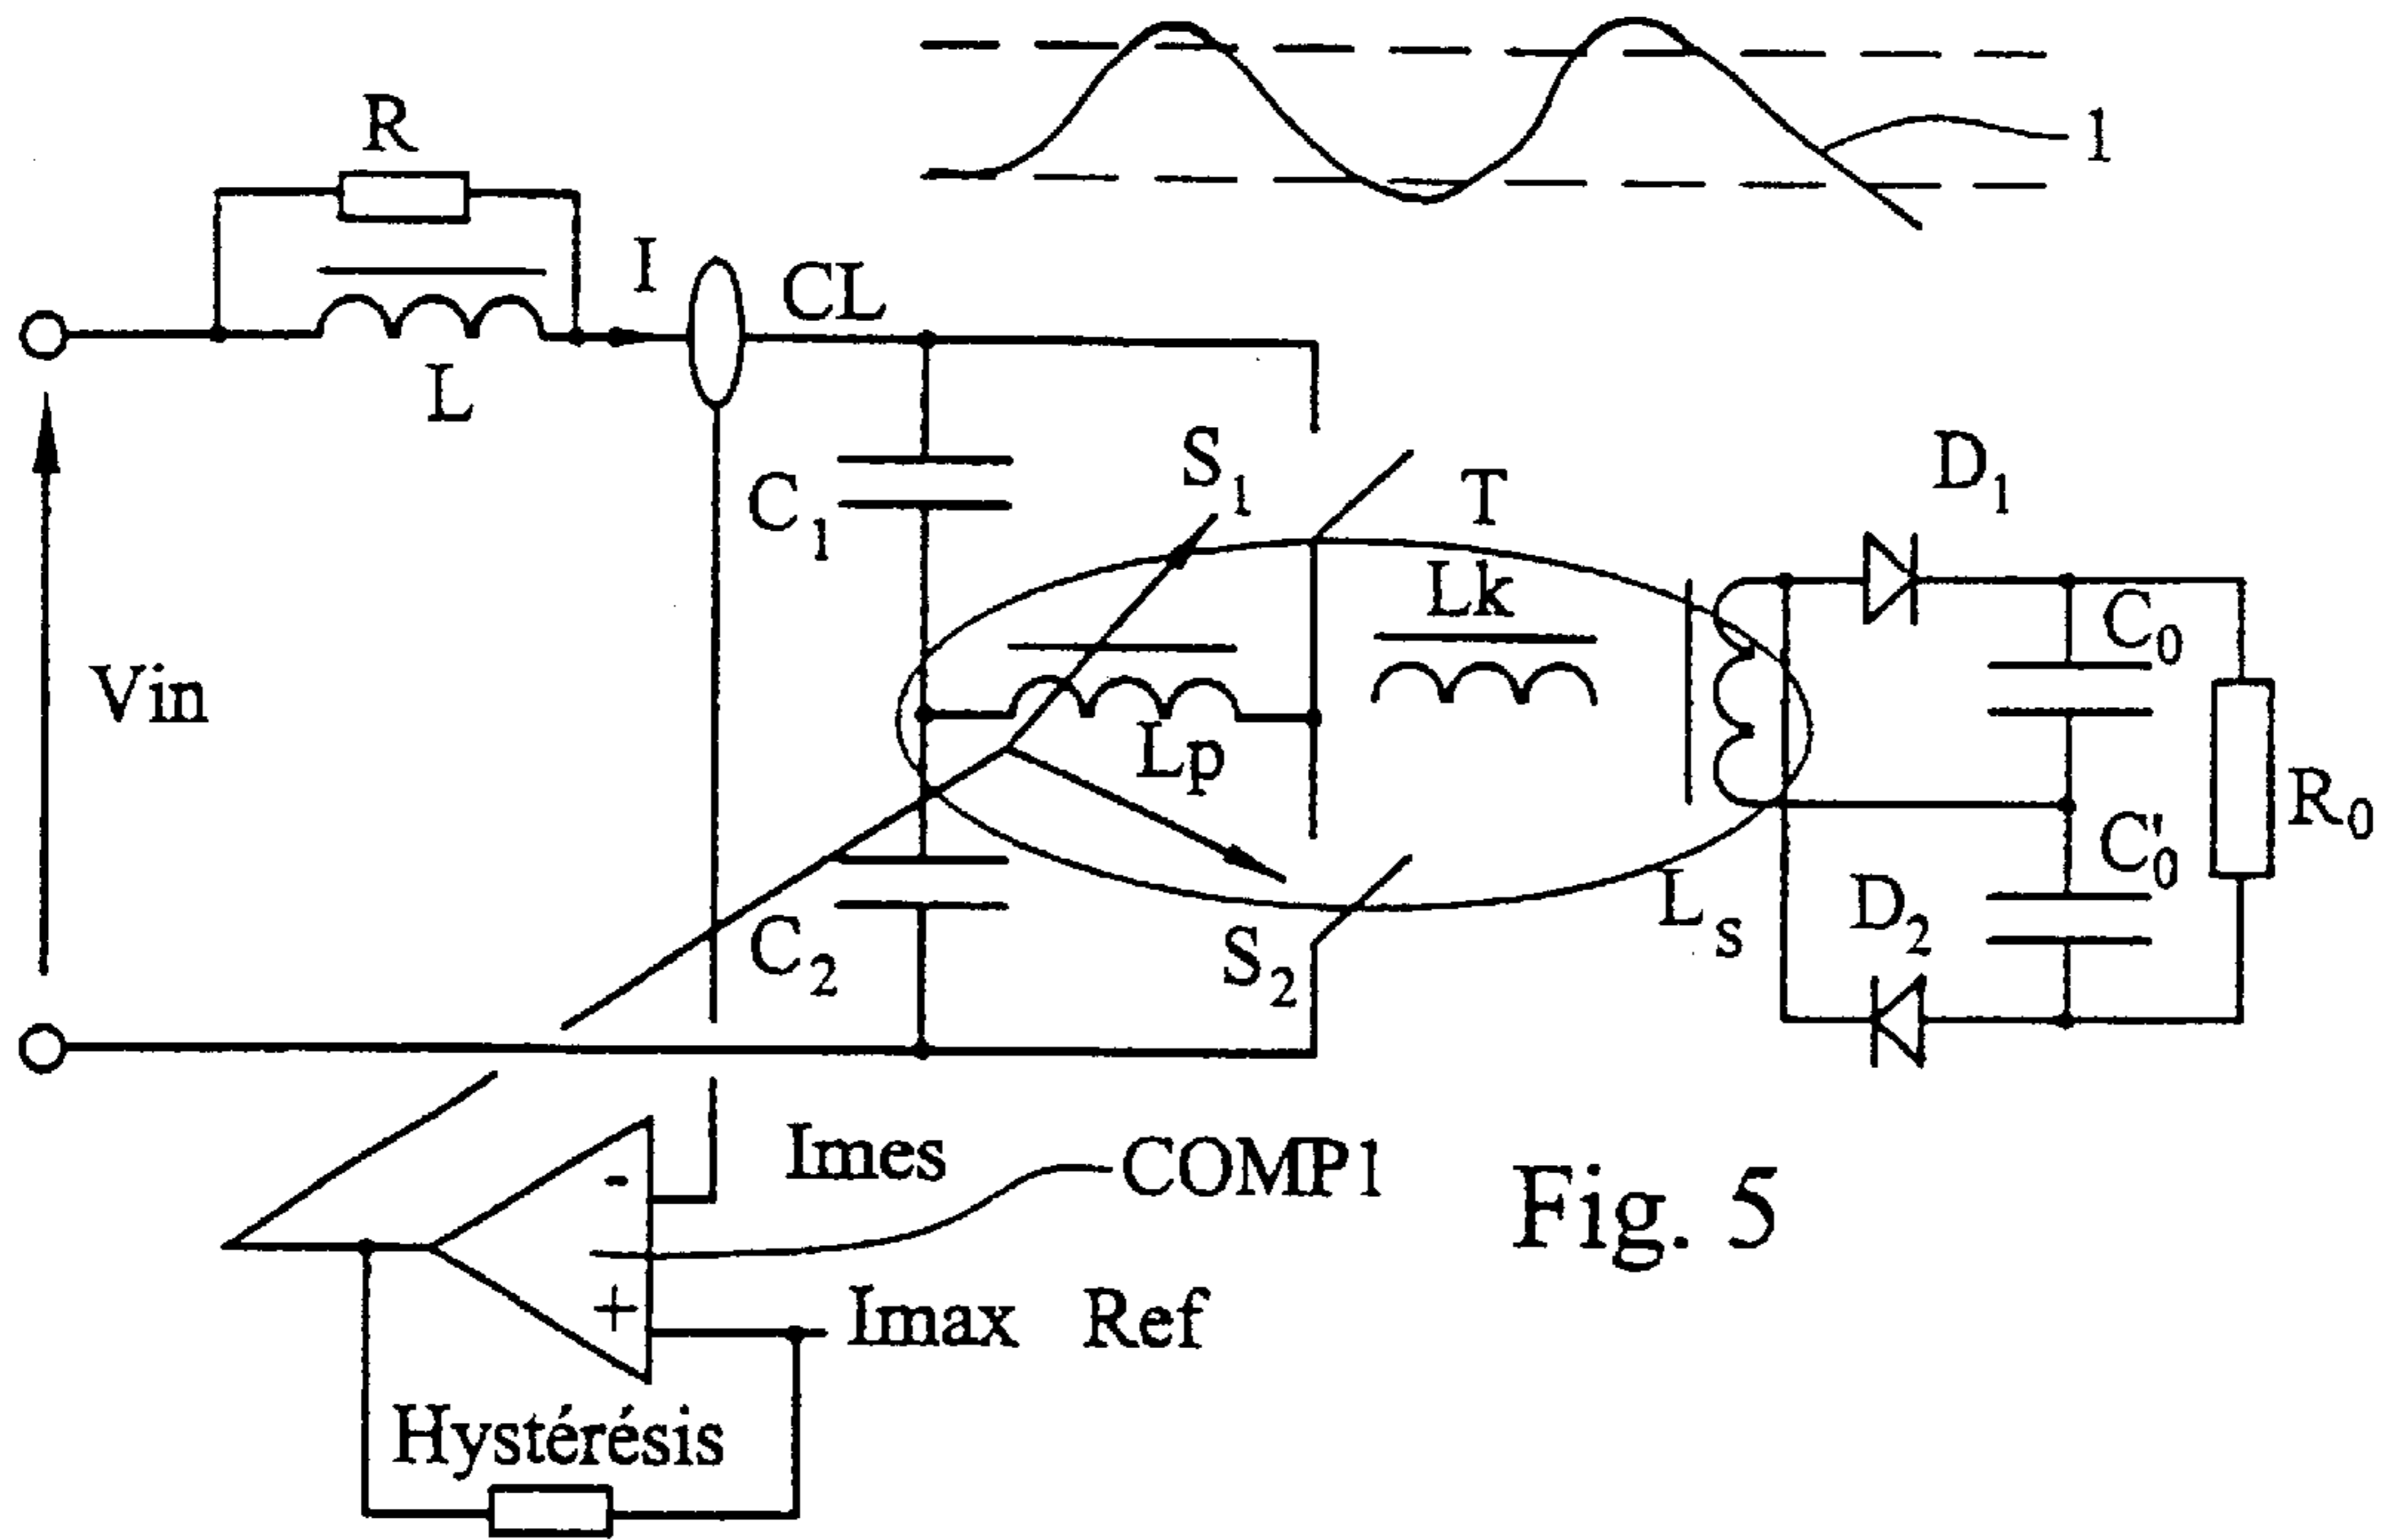 1
R
I
CL
L
S1
T
D1
C1
Lk
C0
Vin
Lp
R0
C'0
Ls
D2
C2
S2
-
Imes
COMP1
Fig. 5
+
Imax Ref
Hystérésis